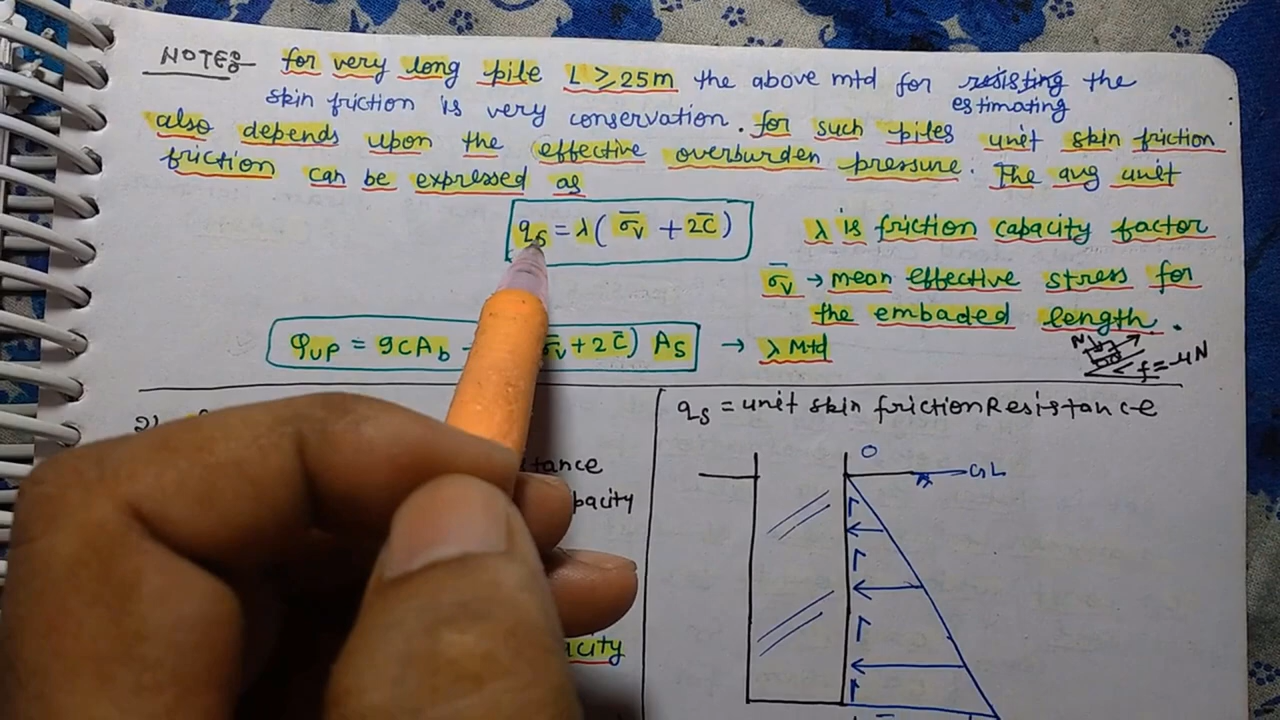 NOTES for very long pile L ≥ 25m the above mtd for resisting the
estimating
skin friction is very conservation. for such piles unit skin friction
also depends upon the effective overburden pressure. The avg unit
friction can be expressed as
qs = λ( σ̄v + 2c̄ )
λ is friction capacity factor
σ̄v → mean effective stress for
the embaded length.
Qup = 9CAb σ̄v + 2c̄ ) As → λ Mtd
N
f = μN
2)
tance
pacity
acity
qs = unit skin friction Resistance
O
GL